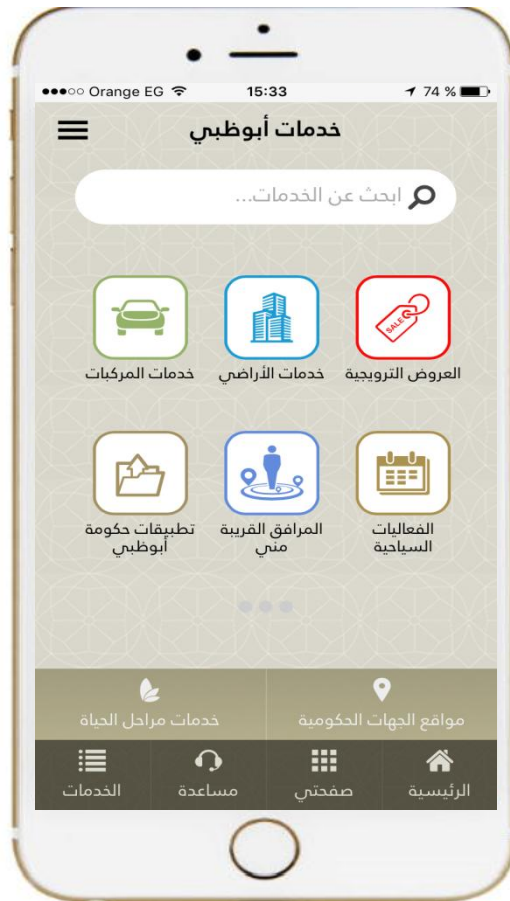 Orange EG 15:33 74 %
خدمات أبوظبي
ابحث عن الخدمات...
SALE
العروض الترويجية
خدمات الأراضي
خدمات المركبات
الفعاليات
السياحية
المرافق القريبة
مني
تطبيقات حكومة
أبوظبي
مواقع الجهات الحكومية
خدمات مراحل الحياة
الرئيسية
صفحتي
مساعدة
الخدمات